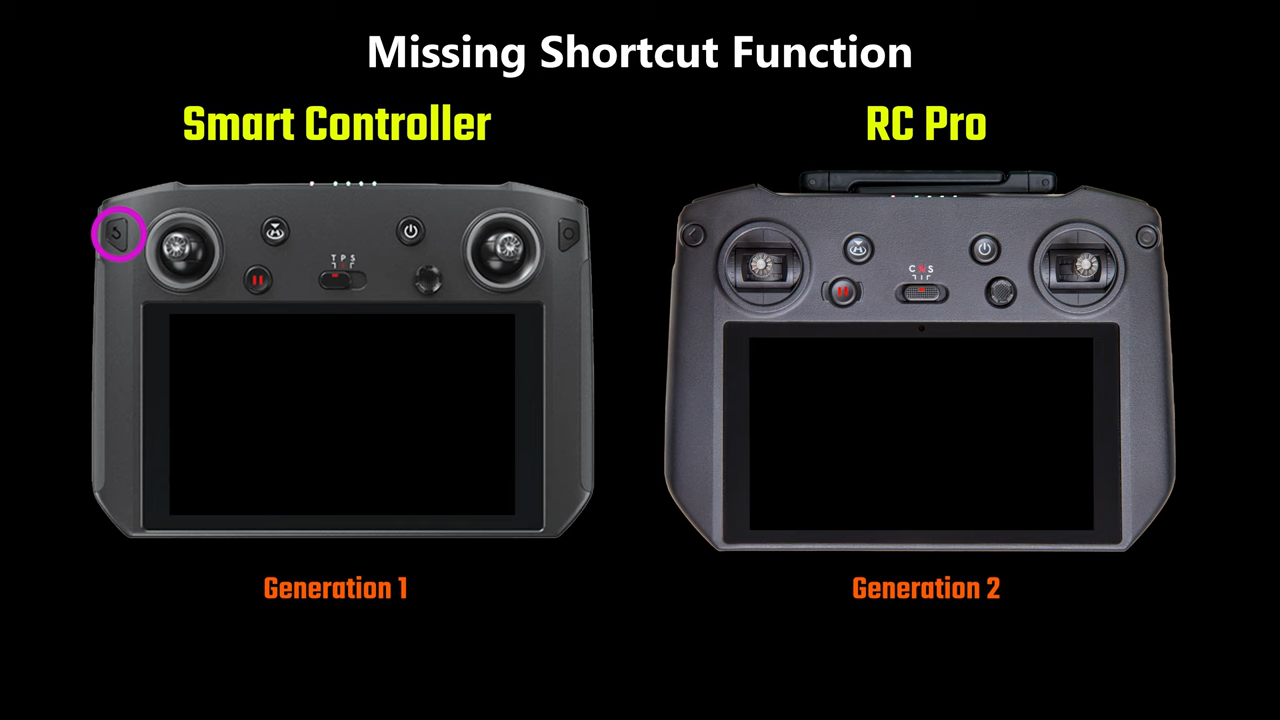 Missing Shortcut Function
Smart Controller
RC Pro
T P S
C N S
Generation 1
Generation 2